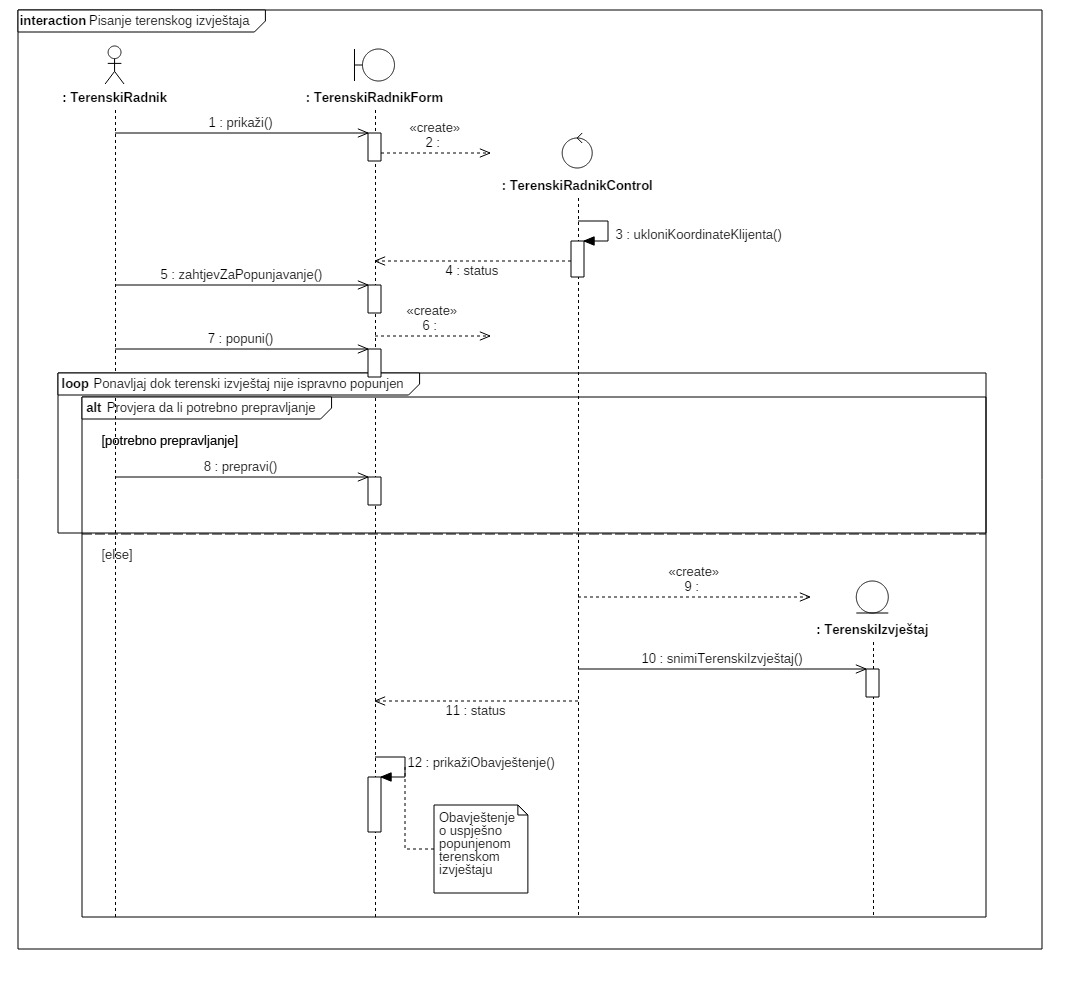 interaction Pisanje terenskog izvještaja
: TerenskiRadnik
: TerenskiRadnikForm
1 : prikaži()
«create»
2 :
: TerenskiRadnikControl
3 : ukloniKoordinateKlijenta()
4 : status
5 : zahtjevZaPopunjavanje()
«create»
6 :
7 : popuni()
loop Ponavljaj dok terenski izvještaj nije ispravno popunjen
alt Provjera da li potrebno prepravljanje
[potrebno prepravljanje]
8 : prepravi()
[else]
«create»
9 :
: TerenskiIzvještaj
10 : snimiTerenskiIzvještaj()
11 : status
12 : prikažiObavještenje()
Obavještenje
o uspješno
popunjenom
terenskom
izvještaju